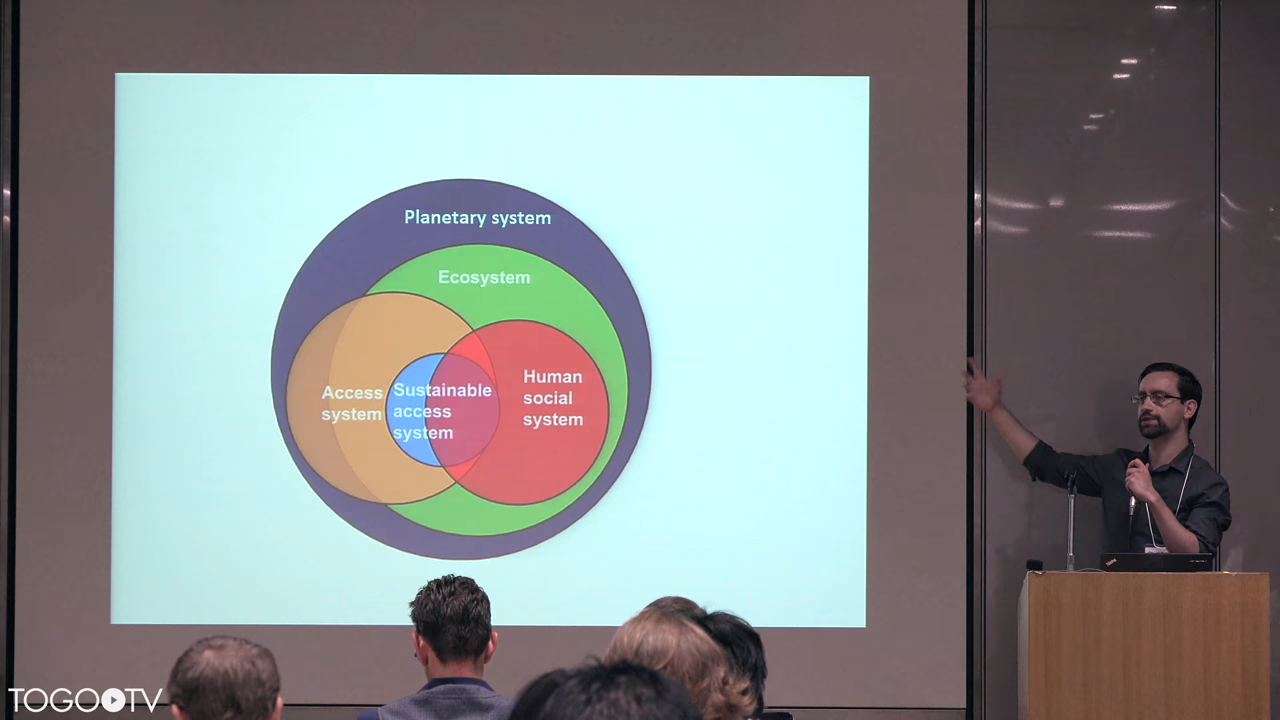 Planetary system
Ecosystem
Access
system
Sustainable
access
system
Human
social
system
TOGO TV